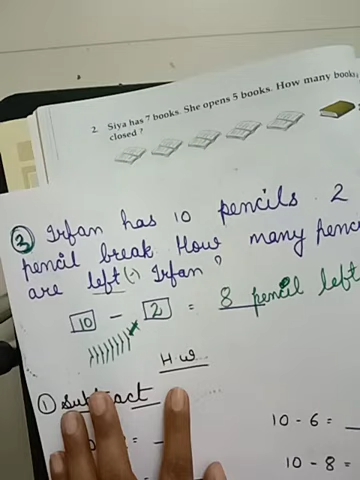 2. Siya has 7 books. She opens 5 books. How many books
closed ?
③ Irfan has 10 pencils. 2
pencil break. How many penc
are left (-) Irfan ?
10 - 2 = 8 pencil left
H.W.
① Subtract
10 - 6 =
10 - 8 =